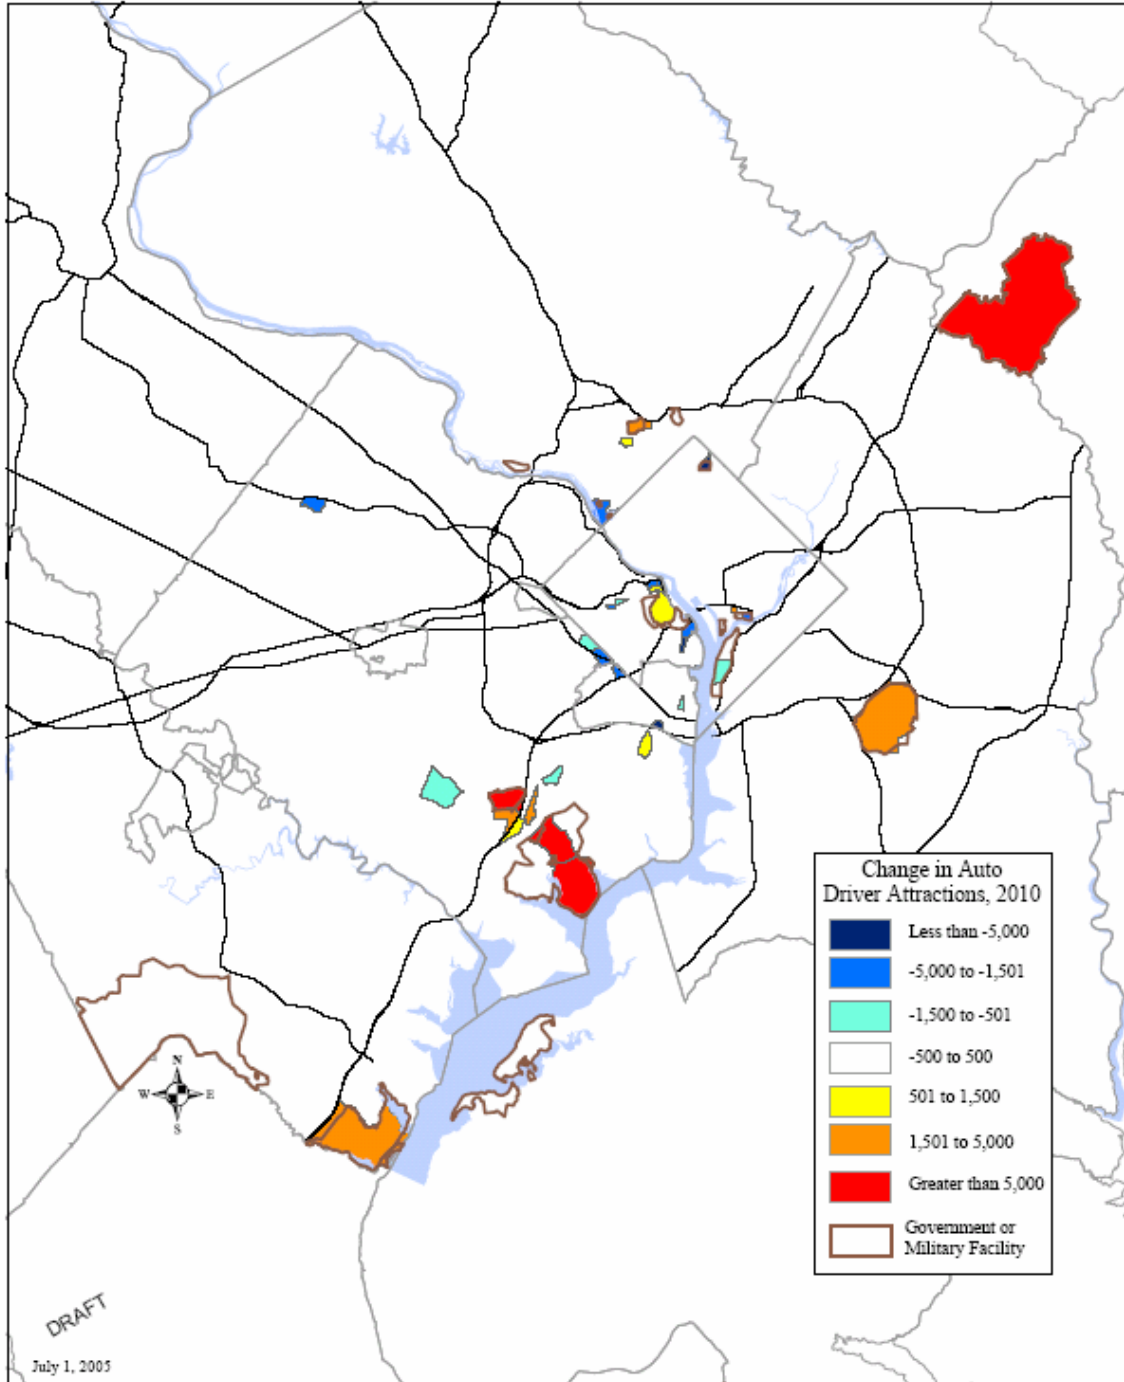 N
W
E
S
Change in Auto
Driver Attractions, 2010
Less than -5,000
-5,000 to -1,501
-1,500 to -501
-500 to 500
501 to 1,500
1,501 to 5,000
Greater than 5,000
Government or
Military Facility
DRAFT
July 1, 2005